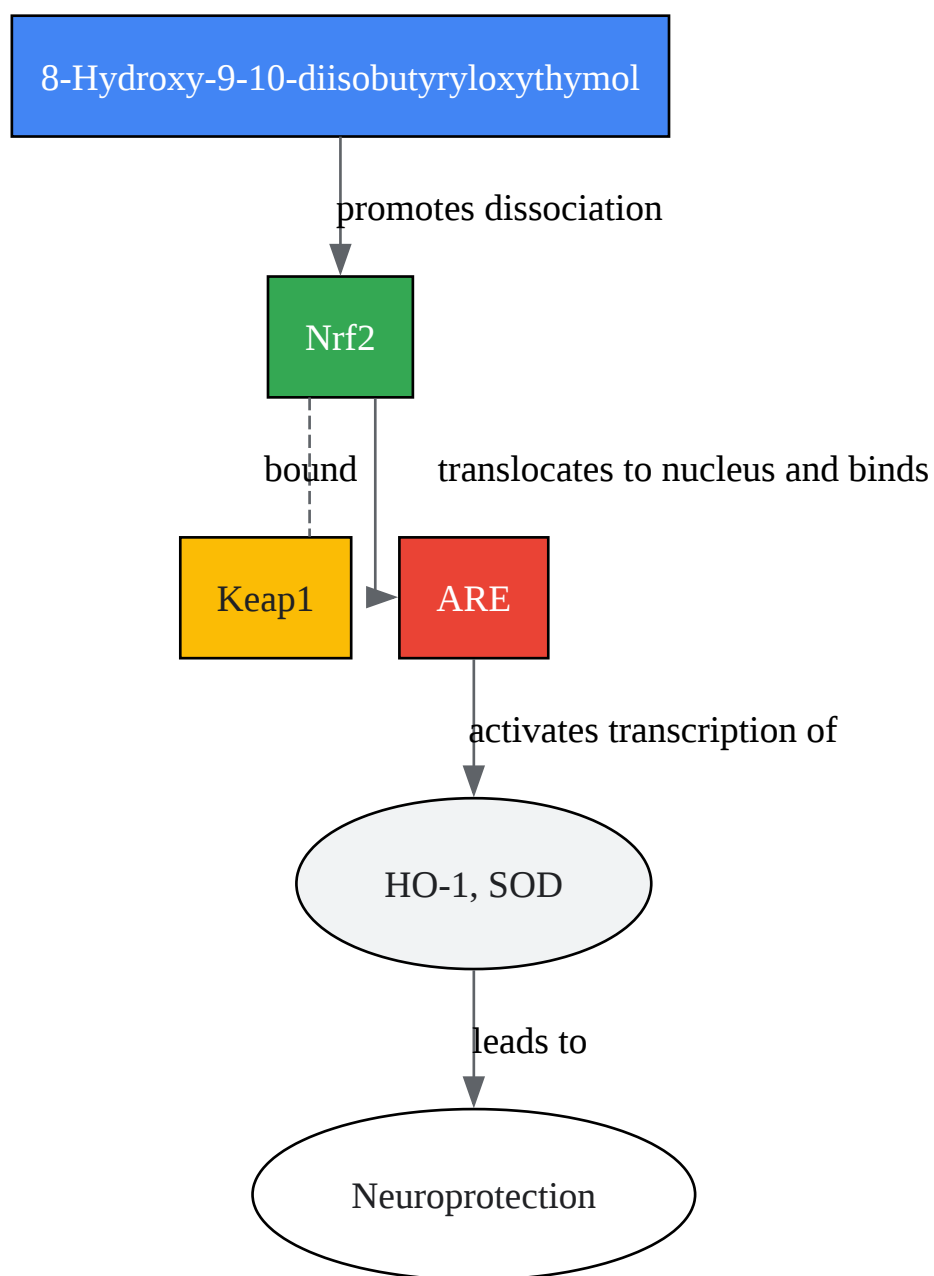 8-Hydroxy-9-10-diisobutyryloxythymol
promotes dissociation
Nrf2
bound
translocates to nucleus and binds
Keap1
ARE
activates transcription of
HO-1, SOD
leads to
Neuroprotection